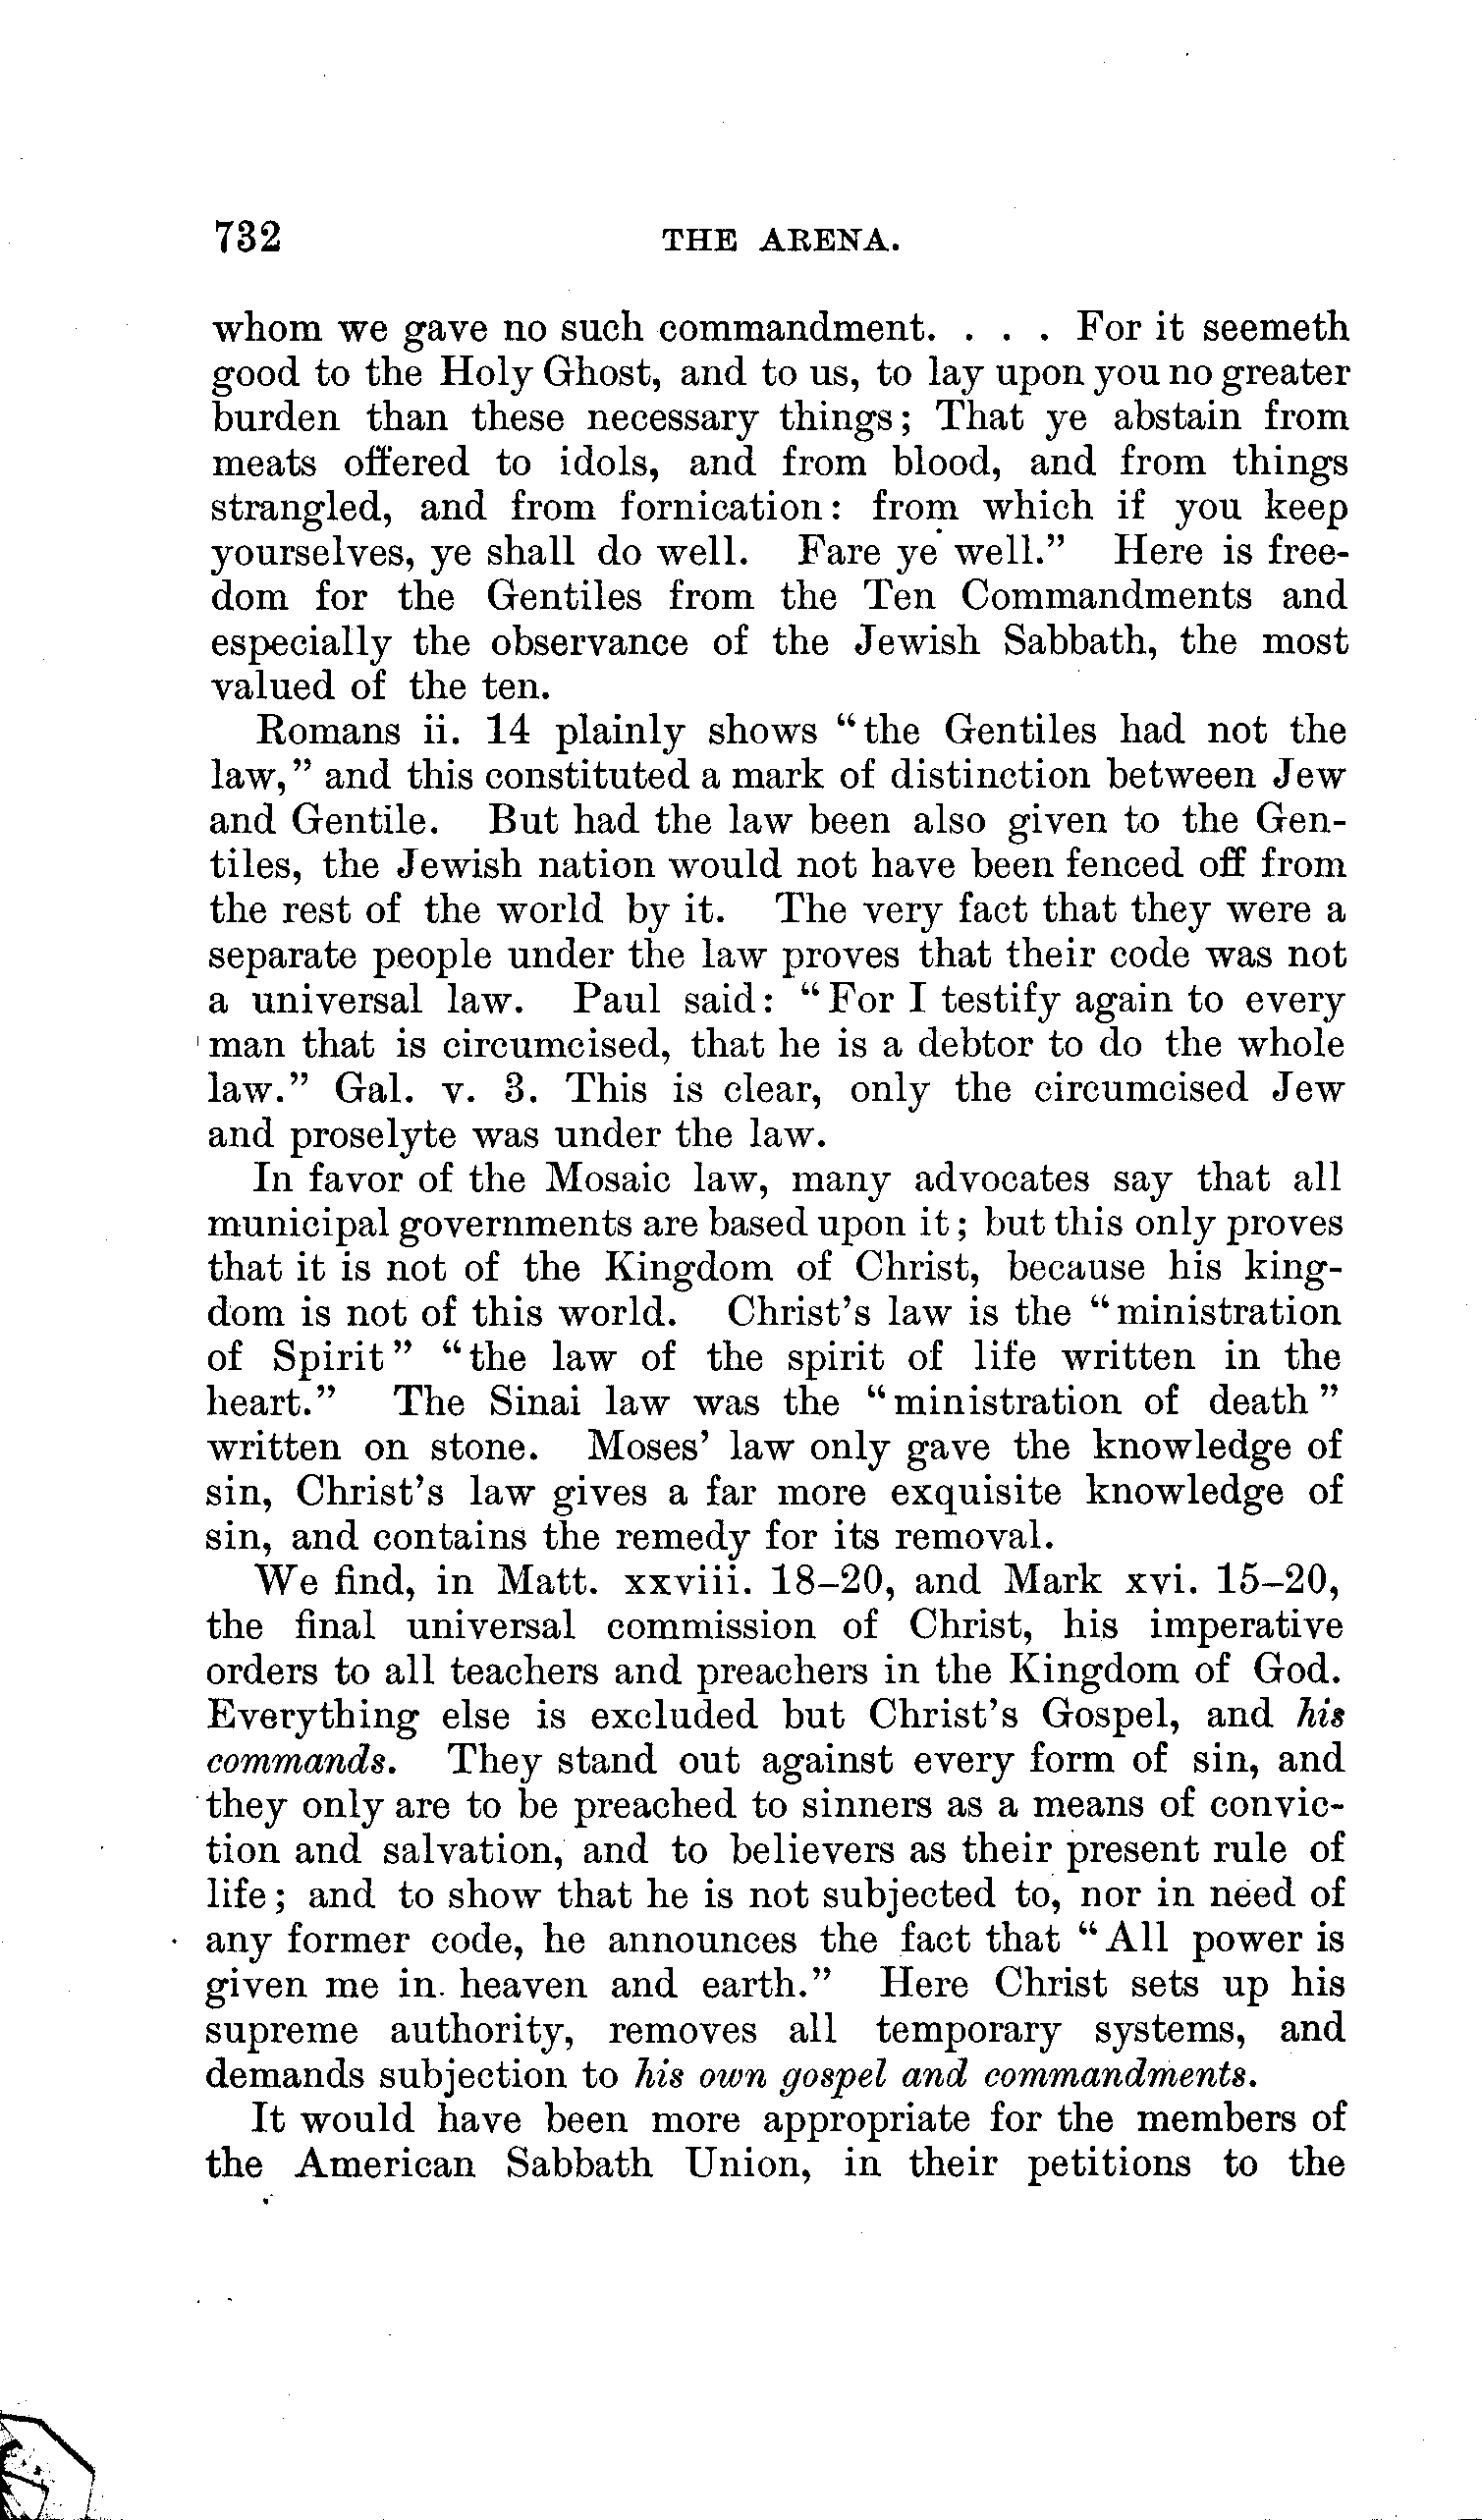 732 THE ARENA.
whom we gave no such commandment. . . . For it seemeth
good to the Holy Ghost, and to us, to lay upon you no greater
burden than these necessary things; That ye abstain from
meats offered to idols, and from blood, and from things
strangled, and from fornication: from which if you keep
yourselves, ye shall do well. Fare ye well." Here is free-
dom for the Gentiles from the Ten Commandments and
especially the observance of the Jewish Sabbath, the most
valued of the ten.
Romans ii. 14 plainly shows "the Gentiles had not the
law," and this constituted a mark of distinction between Jew
and Gentile. But had the law been also given to the Gen-
tiles, the Jewish nation would not have been fenced off from
the rest of the world by it. The very fact that they were a
separate people under the law proves that their code was not
a universal law. Paul said: "For I testify again to every
man that is circumcised, that he is a debtor to do the whole
law." Gal. v. 3. This is clear, only the circumcised Jew
and proselyte was under the law.
In favor of the Mosaic law, many advocates say that all
municipal governments are based upon it; but this only proves
that it is not of the Kingdom of Christ, because his king-
dom is not of this world. Christ's law is the "ministration
of Spirit" "the law of the spirit of life written in the
heart." The Sinai law was the "ministration of death"
written on stone. Moses' law only gave the knowledge of
sin, Christ's law gives a far more exquisite knowledge of
sin, and contains the remedy for its removal.
We find, in Matt. xxviii. 18–20, and Mark xvi. 15–20,
the final universal commission of Christ, his imperative
orders to all teachers and preachers in the Kingdom of God.
Everything else is excluded but Christ's Gospel, and his
commands. They stand out against every form of sin, and
they only are to be preached to sinners as a means of convic-
tion and salvation, and to believers as their present rule of
life; and to show that he is not subjected to, nor in need of
any former code, he announces the fact that "All power is
given me in heaven and earth." Here Christ sets up his
supreme authority, removes all temporary systems, and
demands subjection to his own gospel and commandments.
It would have been more appropriate for the members of
the American Sabbath Union, in their petitions to the